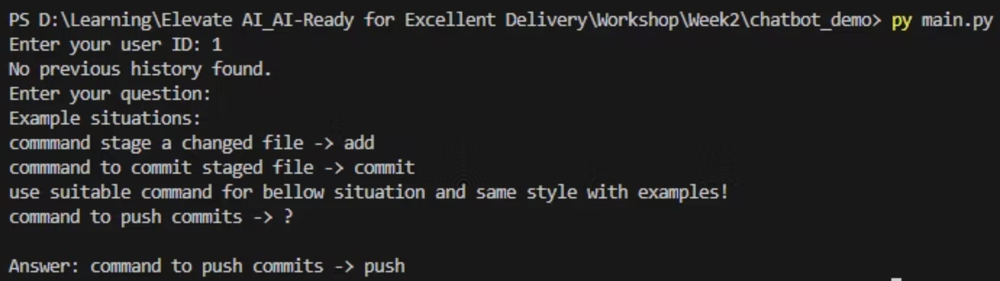 PS D:\Learning\Elevate AI_AI-Ready for Excellent Delivery\Workshop\Week2\chatbot_demo> py main.py
Enter your user ID: 1
No previous history found.
Enter your question:
Example situations:
commmand stage a changed file -> add
commmand to commit staged file -> commit
use suitable command for bellow situation and same style with examples!
command to push commits -> ?
Answer: command to push commits -> push